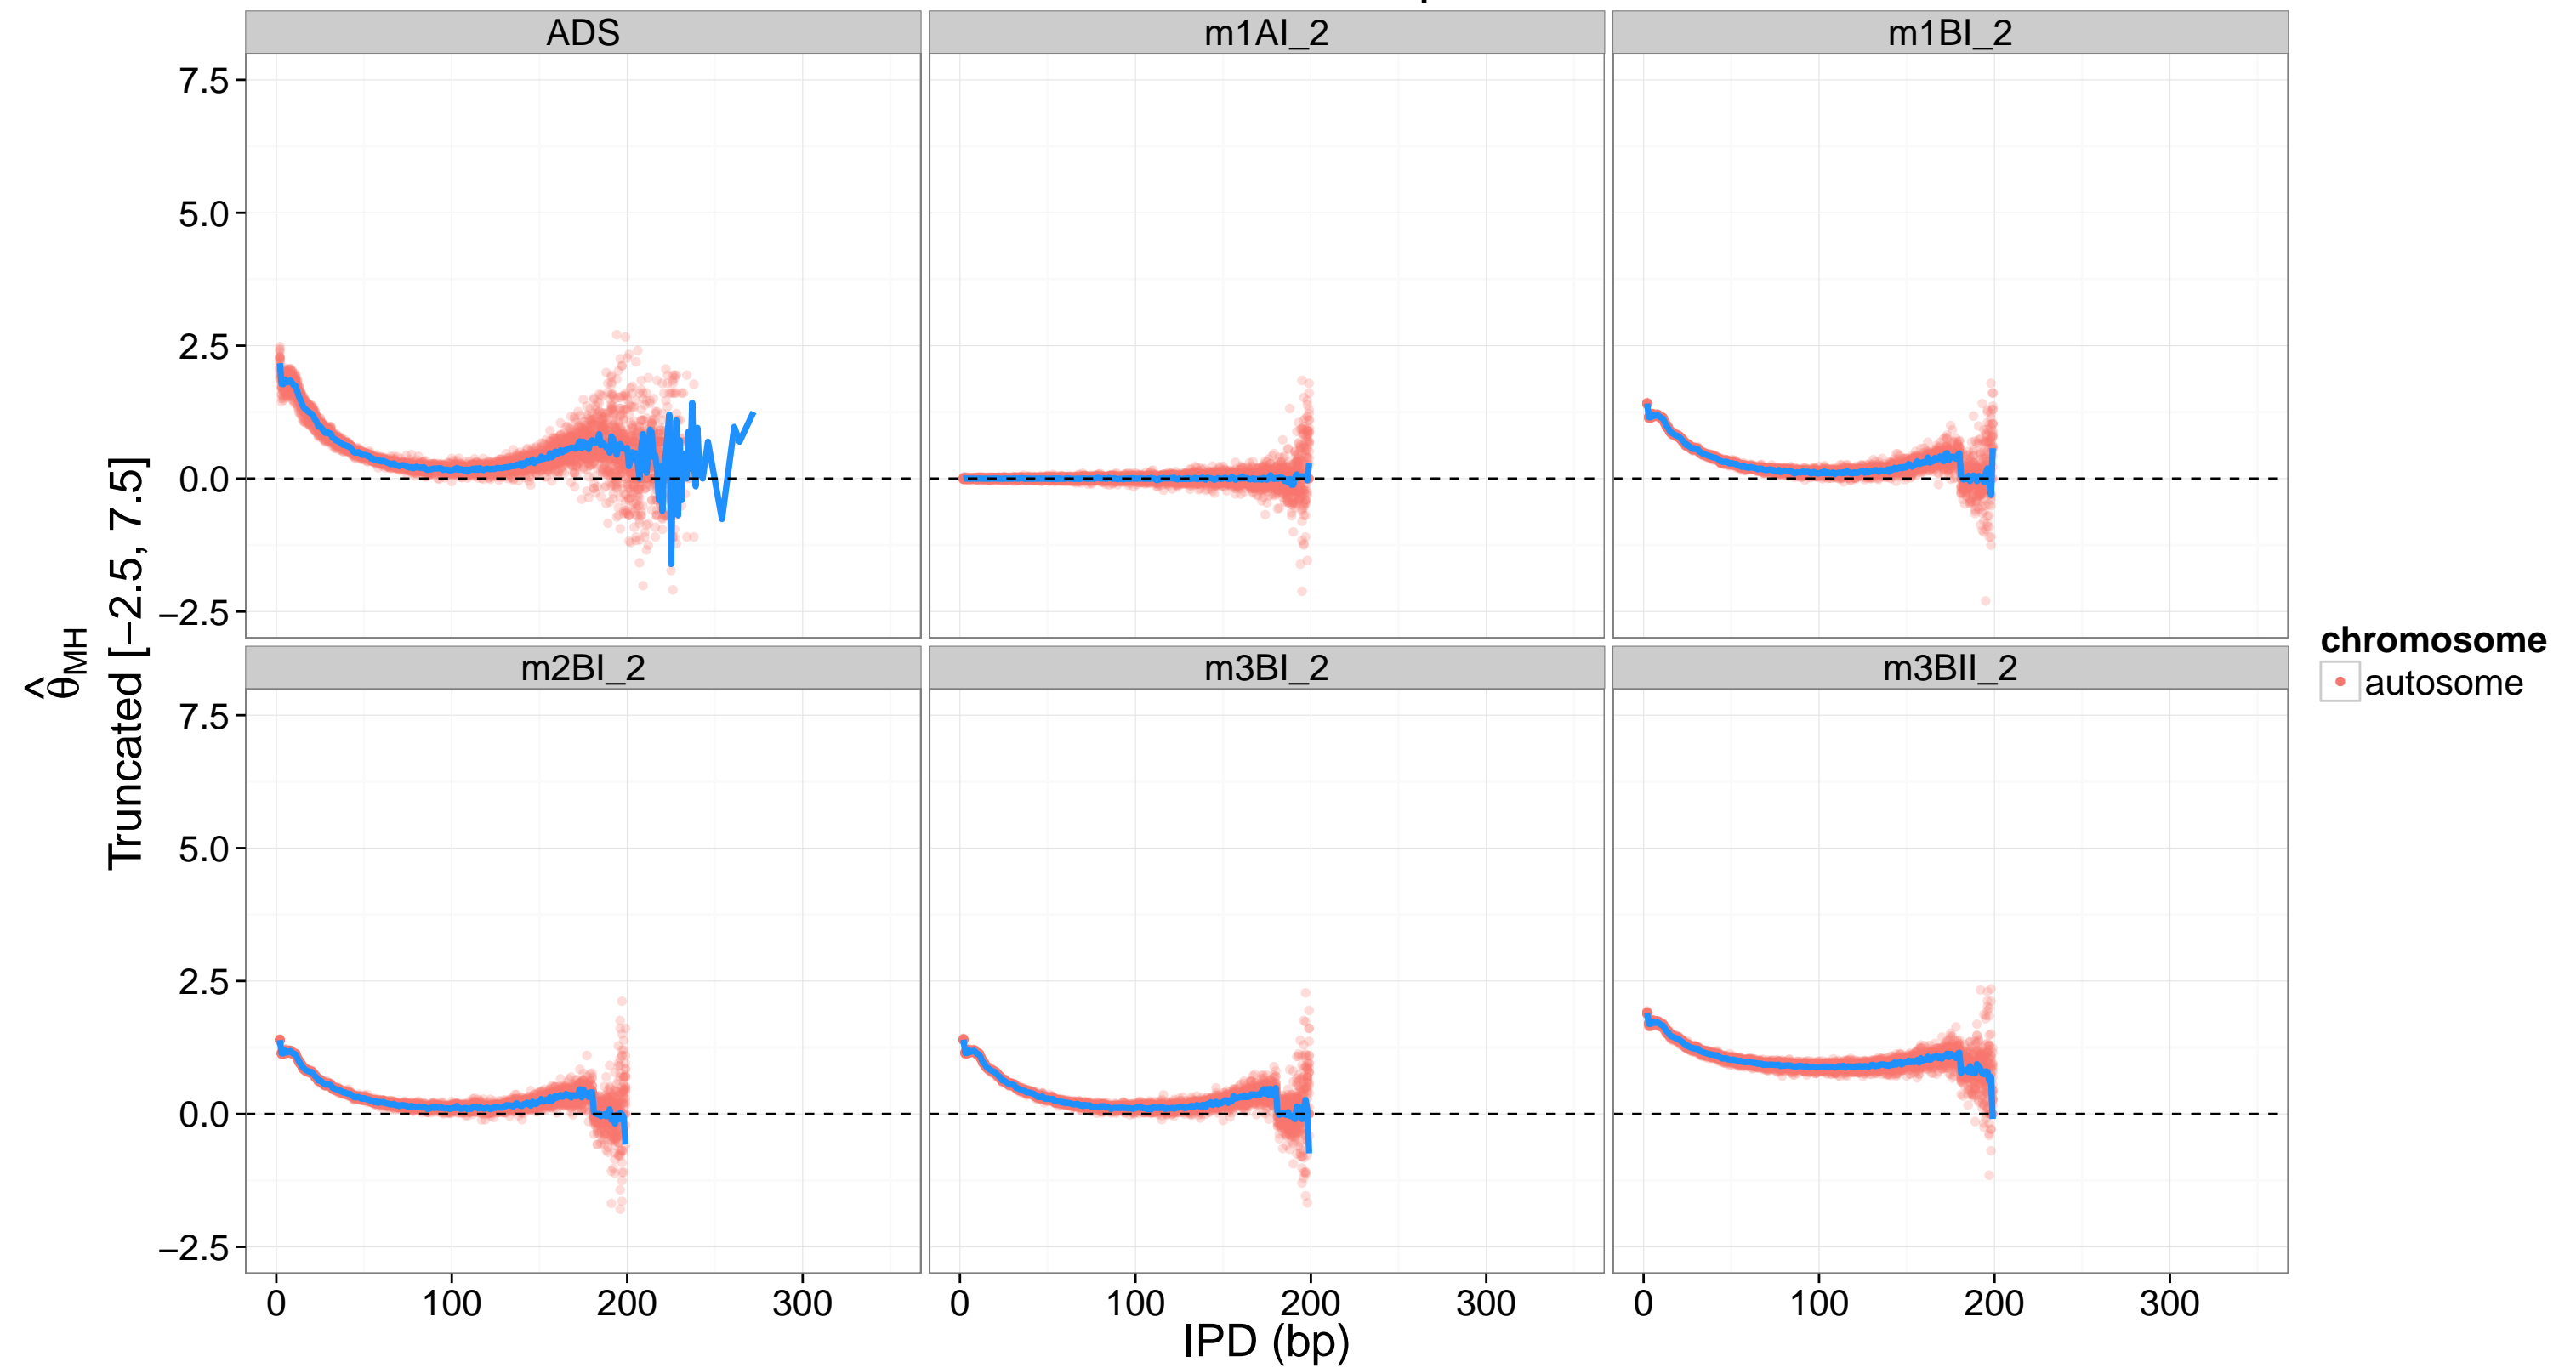 ADS
m1AI_2
m1BI_2
7.5
5.0
2.5
0.0
−2.5
m2BI_2
m3BI_2
m3BII_2
7.5
5.0
2.5
0.0
−2.5
0 100 200 300
0 100 200 300
0 100 200 300
IPD (bp)
θ̂MH
Truncated [−2.5, 7.5]
chromosome
autosome